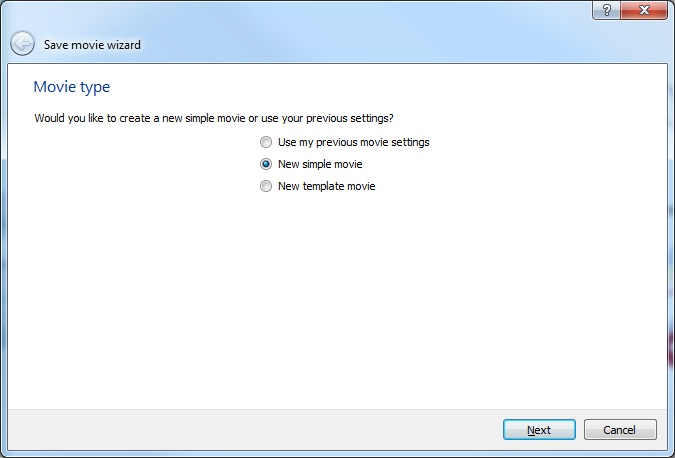 ?
Save movie wizard
Movie type
Would you like to create a new simple movie or use your previous settings?
Use my previous movie settings
New simple movie
New template movie
Next
Cancel